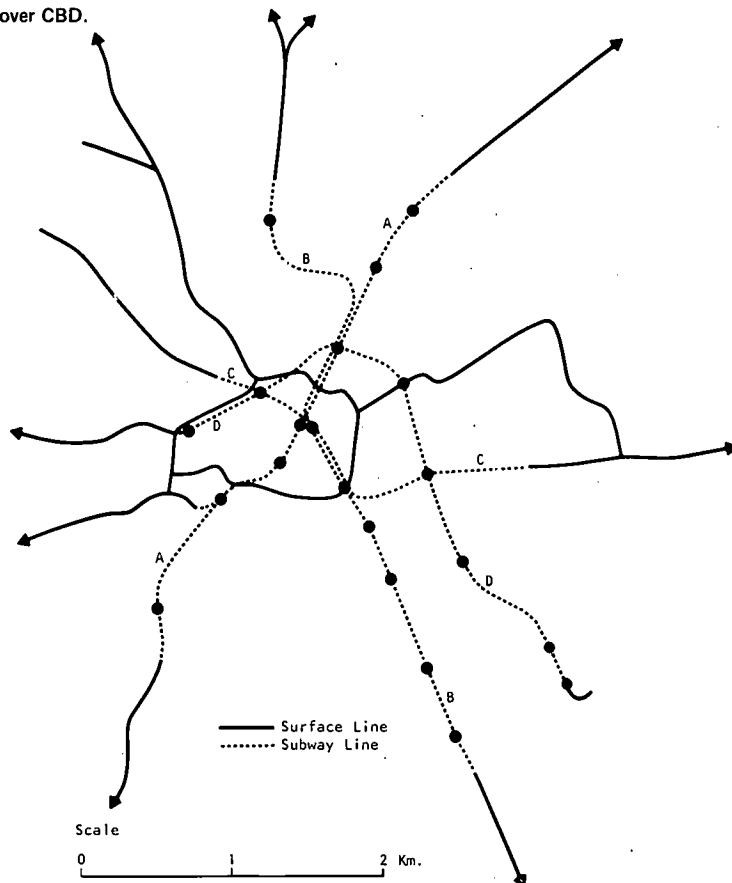 over CBD.
A
B
C
D
C
A
D
B
Surface Line
Subway Line
Scale
0 1 2 Km.